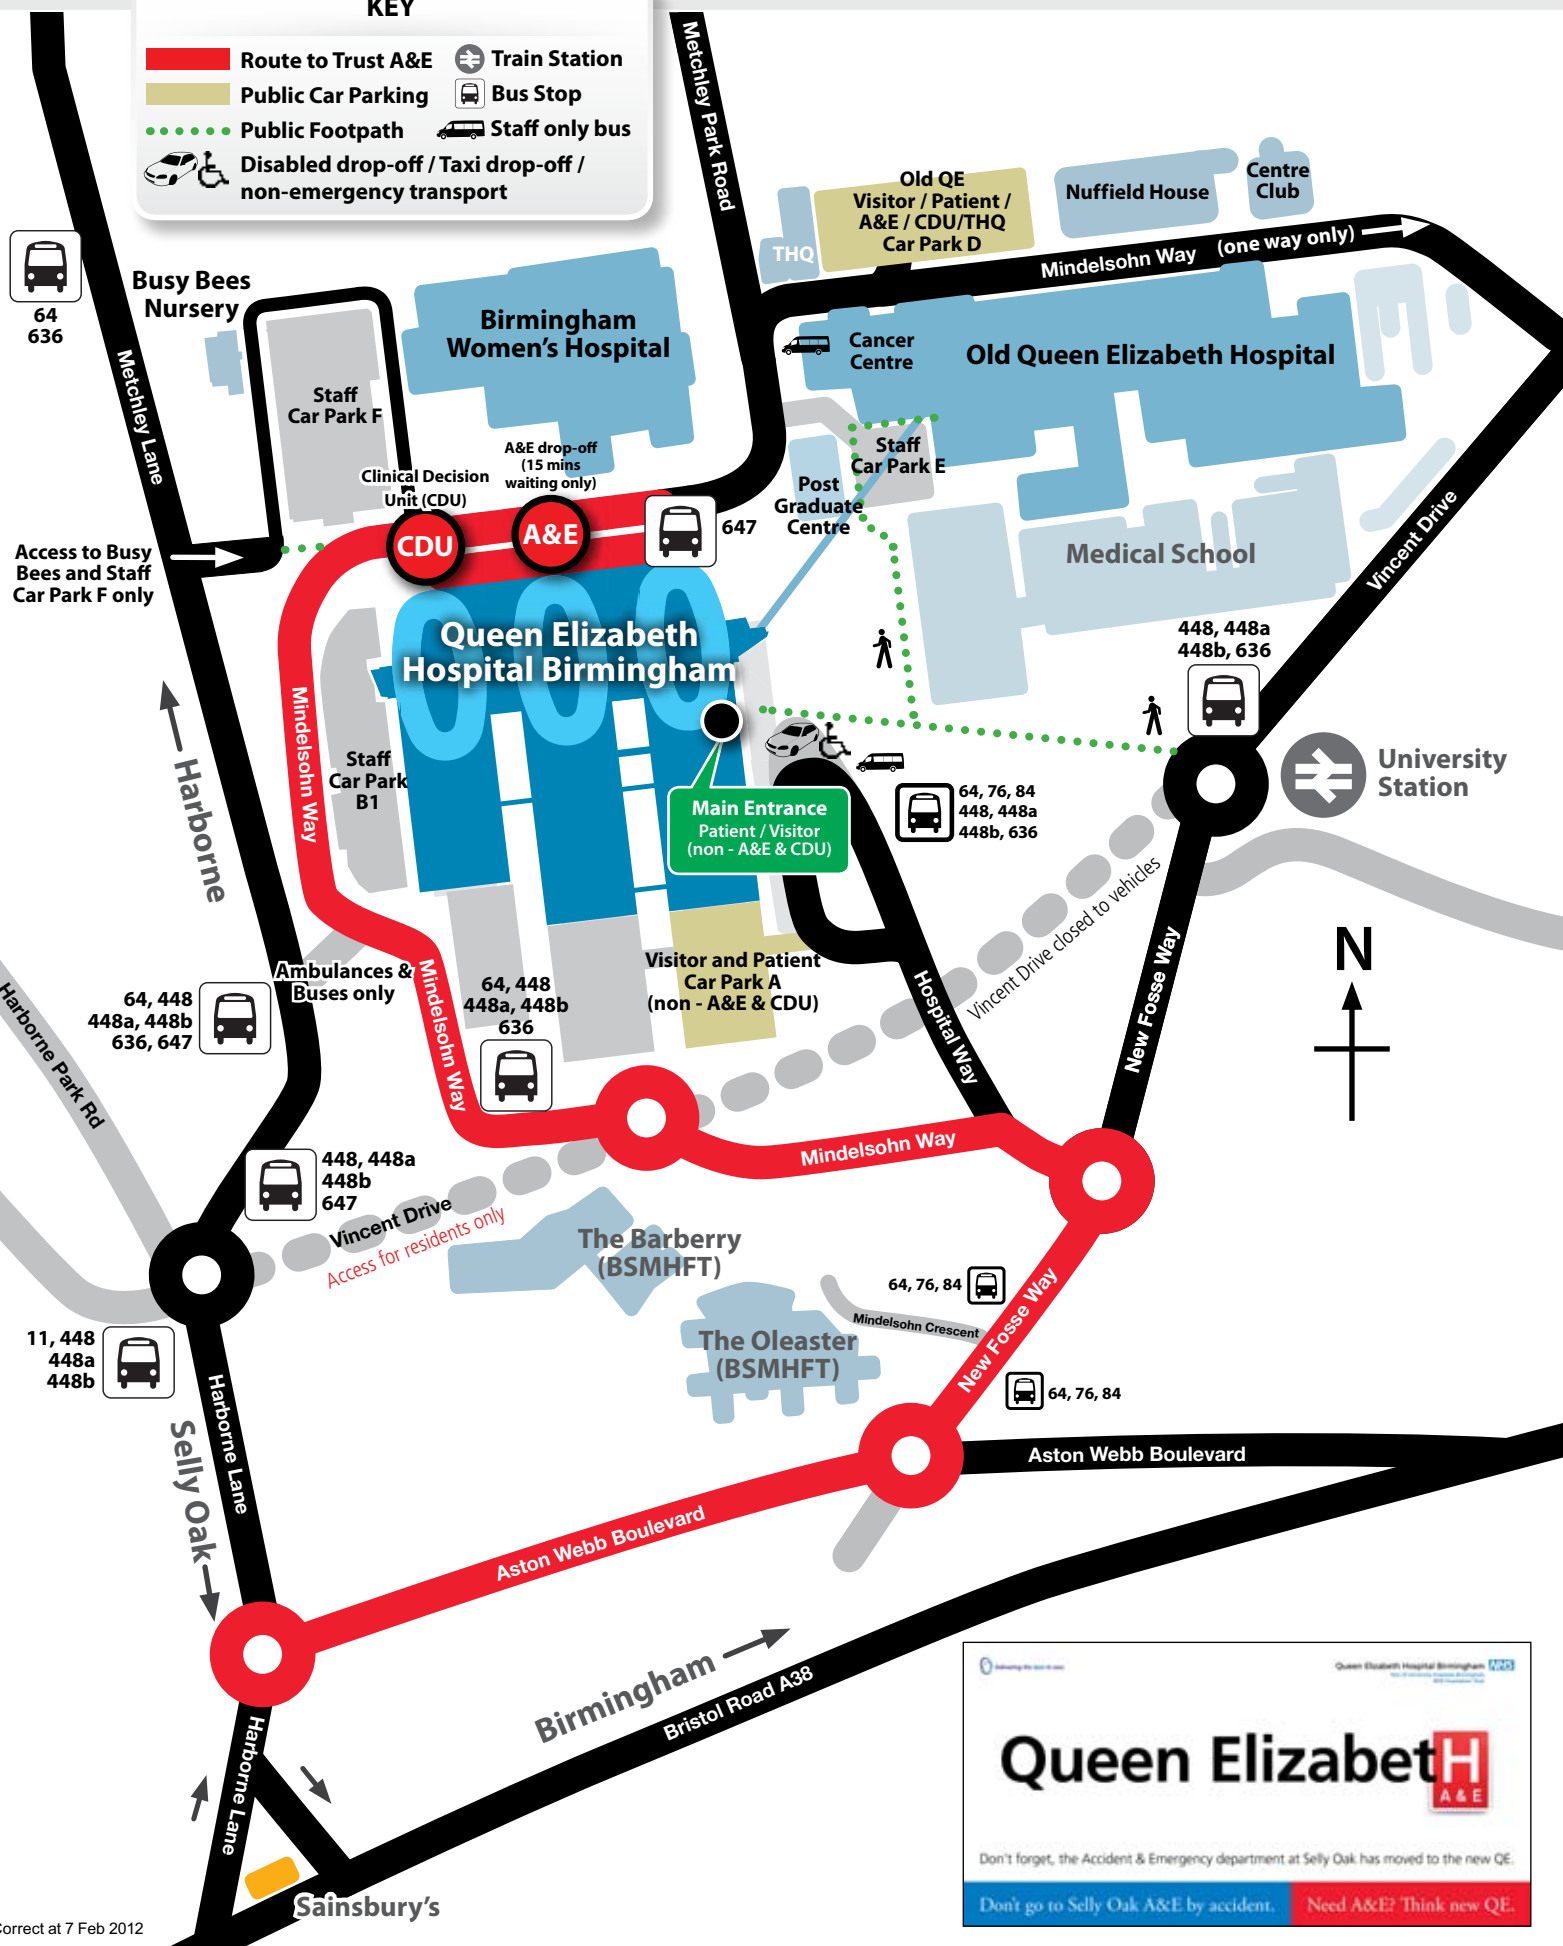 KEY
Route to Trust A&E
Train Station
Public Car Parking
Bus Stop
Public Footpath
Staff only bus
Disabled drop-off / Taxi drop-off /
non-emergency transport
Metchley Park Road
Old QE
Visitor / Patient /
A&E / CDU/THQ
Car Park D
THQ
Nuffield House
Centre
Club
Mindelsohn Way
(one way only)
64
636
Busy Bees
Nursery
Metchley Lane
Birmingham
Women's Hospital
Staff
Car Park F
Cancer
Centre
Old Queen Elizabeth Hospital
A&E drop-off
(15 mins
waiting only)
Clinical Decision
Unit (CDU)
CDU
A&E
647
Staff
Car Park E
Post
Graduate
Centre
Medical School
Vincent Drive
Access to Busy
Bees and Staff
Car Park F only
Queen Elizabeth
Hospital Birmingham
448, 448a
448b, 636
Harborne
Mindelsohn Way
Staff
Car Park
B1
Main Entrance
Patient / Visitor
(non - A&E & CDU)
64, 76, 84
448, 448a
448b, 636
University
Station
Vincent Drive closed to vehicles
New Fosse Way
N
Ambulances &
Buses only
Mindelsohn Way
64, 448
448a, 448b
636
Visitor and Patient
Car Park A
(non - A&E & CDU)
Hospital Way
64, 448
448a, 448b
636, 647
Harborne Park Rd
448, 448a
448b
647
Vincent Drive
Access for residents only
Mindelsohn Way
The Barberry
(BSMHFT)
64, 76, 84
Mindelsohn Crescent
New Fosse Way
The Oleaster
(BSMHFT)
64, 76, 84
11, 448
448a
448b
Harborne Lane
Selly Oak
Aston Webb Boulevard
Aston Webb Boulevard
Birmingham
Bristol Road A38
Harborne Lane
Sainsbury's
Correct at 7 Feb 2012
Queen Elizabeth Hospital Birmingham NHS
Queen ElizabetH
A & E
Don't forget, the Accident & Emergency department at Selly Oak has moved to the new QE.
Don't go to Selly Oak A&E by accident.
Need A&E? Think new QE.